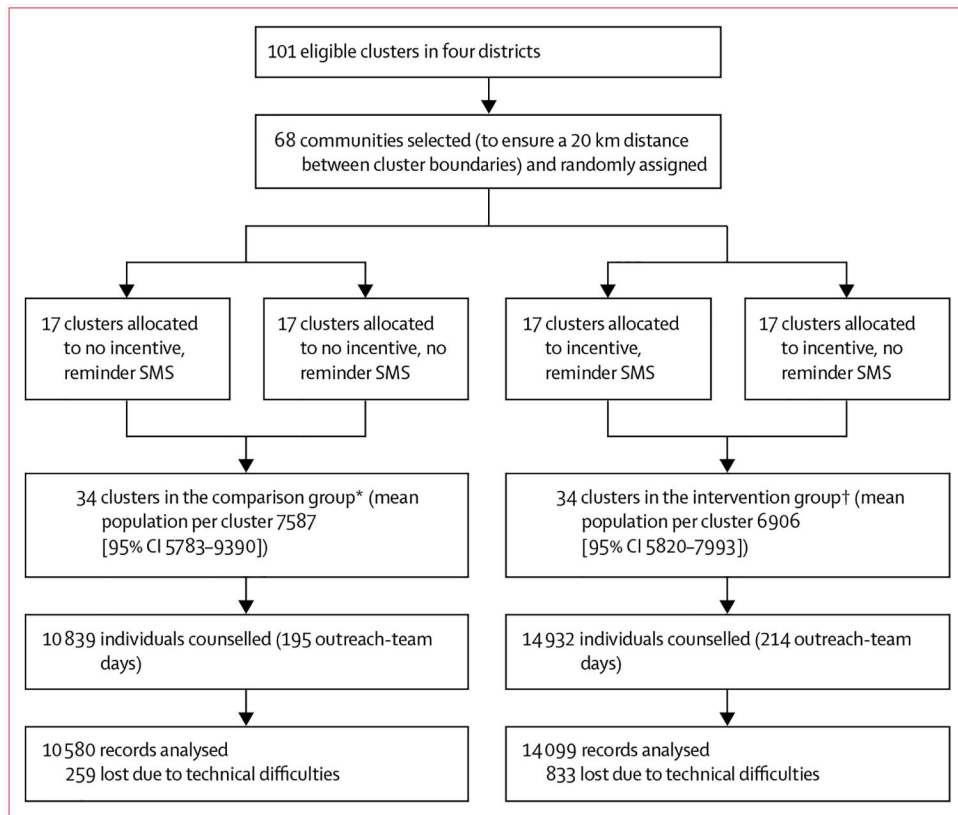 101 eligible clusters in four districts
68 communities selected (to ensure a 20 km distance
between cluster boundaries) and randomly assigned
17 clusters allocated
to no incentive,
reminder SMS
17 clusters allocated
to no incentive, no
reminder SMS
17 clusters allocated
to incentive,
reminder SMS
17 clusters allocated
to incentive, no
reminder SMS
34 clusters in the comparison group* (mean
population per cluster 7587
[95% CI 5783–9390])
34 clusters in the intervention group† (mean
population per cluster 6906
[95% CI 5820–7993])
10 839 individuals counselled (195 outreach-team
days)
14 932 individuals counselled (214 outreach-team
days)
10 580 records analysed
259 lost due to technical difficulties
14 099 records analysed
833 lost due to technical difficulties